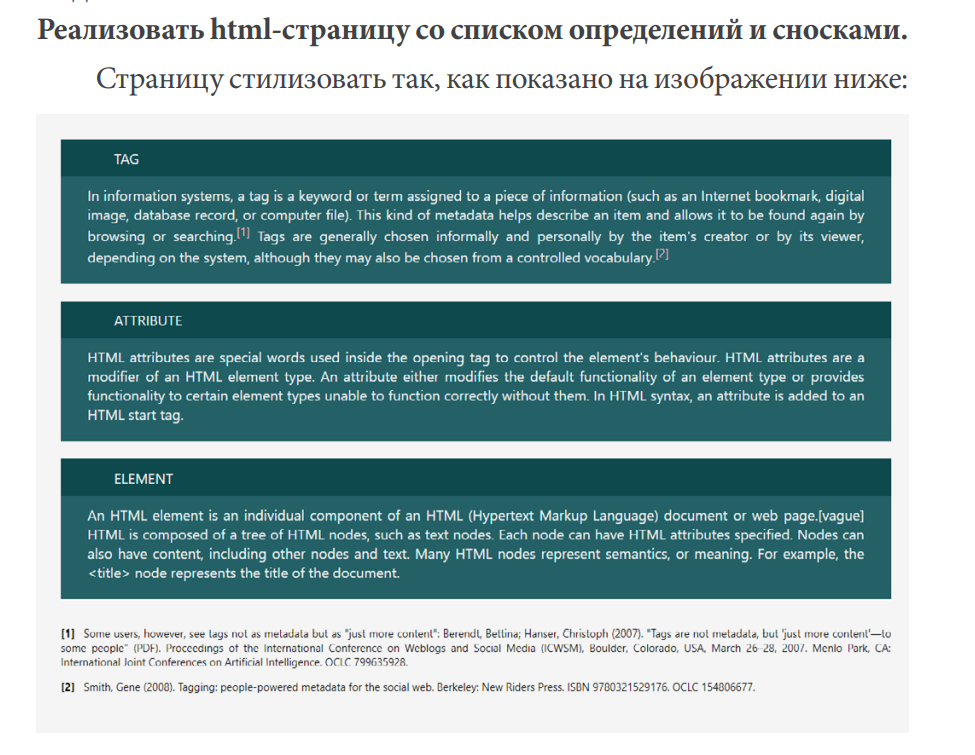 Реализовать html-страницу со списком определений и сносками.
Страницу стилизовать так, как показано на изображении ниже:
TAG
In information systems, a tag is a keyword or term assigned to a piece of information (such as an Internet bookmark, digital
image, database record, or computer file). This kind of metadata helps describe an item and allows it to be found again by
browsing or searching.[1] Tags are generally chosen informally and personally by the item's creator or by its viewer,
depending on the system, although they may also be chosen from a controlled vocabulary.[2]
ATTRIBUTE
HTML attributes are special words used inside the opening tag to control the element's behaviour. HTML attributes are a
modifier of an HTML element type. An attribute either modifies the default functionality of an element type or provides
functionality to certain element types unable to function correctly without them. In HTML syntax, an attribute is added to an
HTML start tag.
ELEMENT
An HTML element is an individual component of an HTML (Hypertext Markup Language) document or web page.[vague]
HTML is composed of a tree of HTML nodes, such as text nodes. Each node can have HTML attributes specified. Nodes can
also have content, including other nodes and text. Many HTML nodes represent semantics, or meaning. For example, the
<title> node represents the title of the document.
[1] Some users, however, see tags not as metadata but as "just more content": Berendt, Bettina; Hanser, Christoph (2007). "Tags are not metadata, but 'just more content'—to
some people" (PDF). Proceedings of the International Conference on Weblogs and Social Media (ICWSM), Boulder, Colorado, USA, March 26–28, 2007. Menlo Park, CA:
International Joint Conferences on Artificial Intelligence. OCLC 799635928.
[2] Smith, Gene (2008). Tagging: people-powered metadata for the social web. Berkeley: New Riders Press. ISBN 9780321529176. OCLC 154806677.